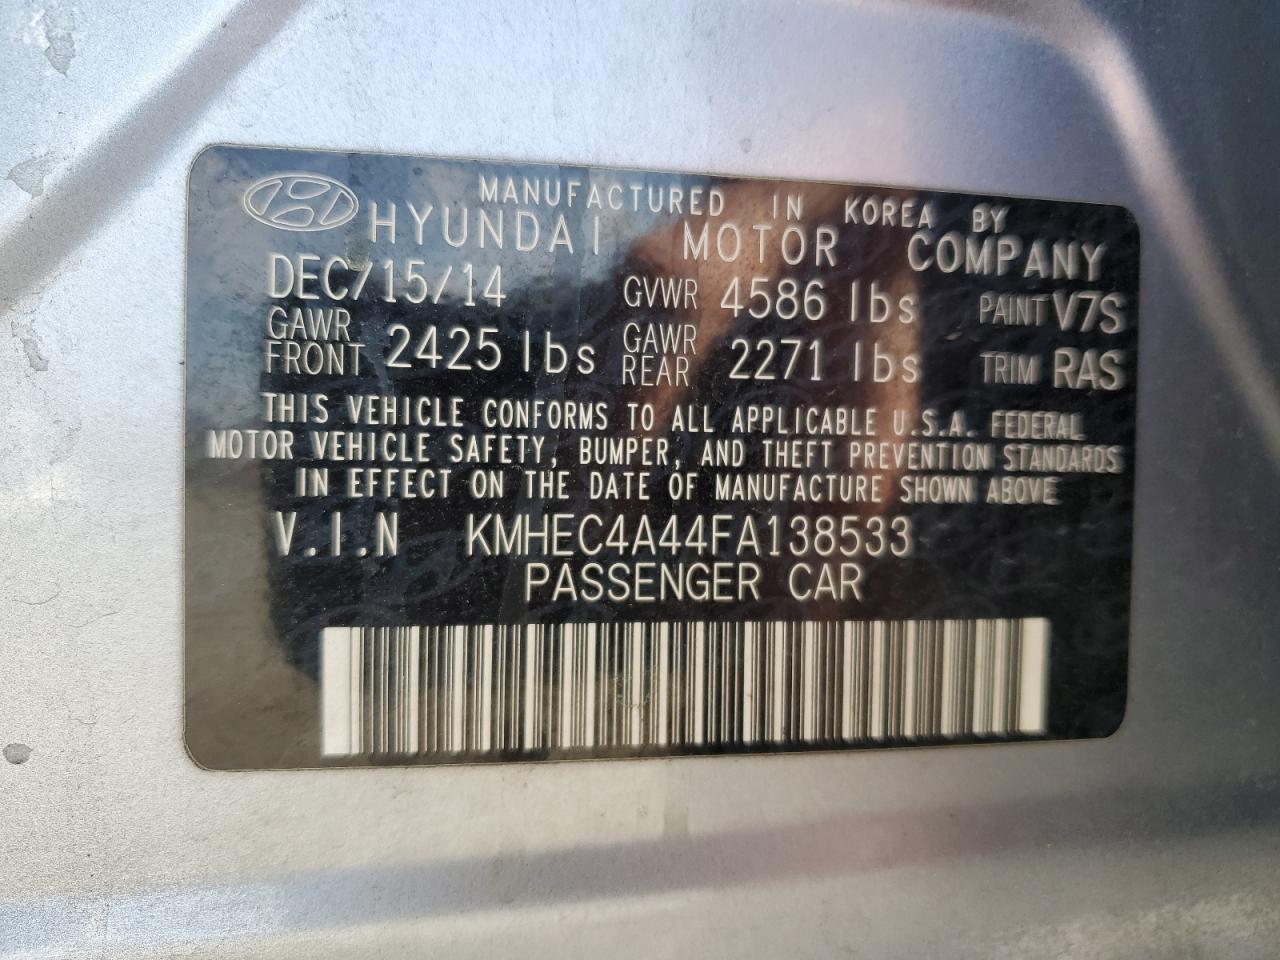 MANUFACTURED IN KOREA BY
HYUNDAI MOTOR COMPANY
DEC/15/14 GVWR 4586 lbs PAINT V7S
GAWR FRONT 2425 lbs GAWR REAR 2271 lbs TRIM RAS
THIS VEHICLE CONFORMS TO ALL APPLICABLE U.S.A. FEDERAL
MOTOR VEHICLE SAFETY, BUMPER, AND THEFT PREVENTION STANDARDS
IN EFFECT ON THE DATE OF MANUFACTURE SHOWN ABOVE
V.I.N KMHEC4A44FA138533
PASSENGER CAR